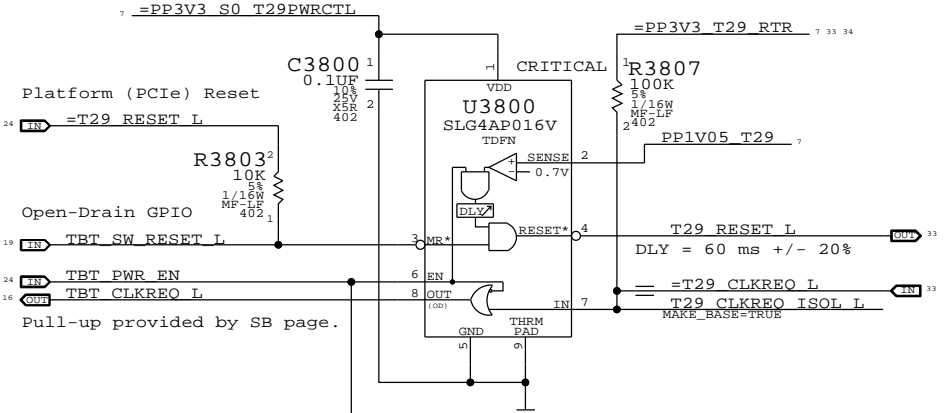 7 =PP3V3_S0_T29PWRCTL
=PP3V3_T29_RTR 7 33 34
C3800 1
0.1UF
10%
25V
X5R
402
2
1
VDD
CRITICAL
U3800
SLG4AP016V
TDFN
1
R3807
100K
5%
1/16W
MF-LF
402
2
Platform (PCIe) Reset
24 IN =T29_RESET_L
PP1V05_T29 7
R3803 2
10K
5%
1/16W
MF-LF
402 1
SENSE 2
+
- 0.7V
DLY
Open-Drain GPIO
19 IN TBT_SW_RESET_L 3 MR*
RESET* 4 T29_RESET_L OUT 33
DLY = 60 ms +/- 20%
24 IN TBT_PWR_EN 6 EN
16 OUT TBT_CLKREQ_L 8 OUT
(OD)
=T29_CLKREQ_L IN 33
IN 7 T29_CLKREQ_ISOL_L
MAKE_BASE=TRUE
Pull-up provided by SB page.
GND
THRM
PAD
5
9